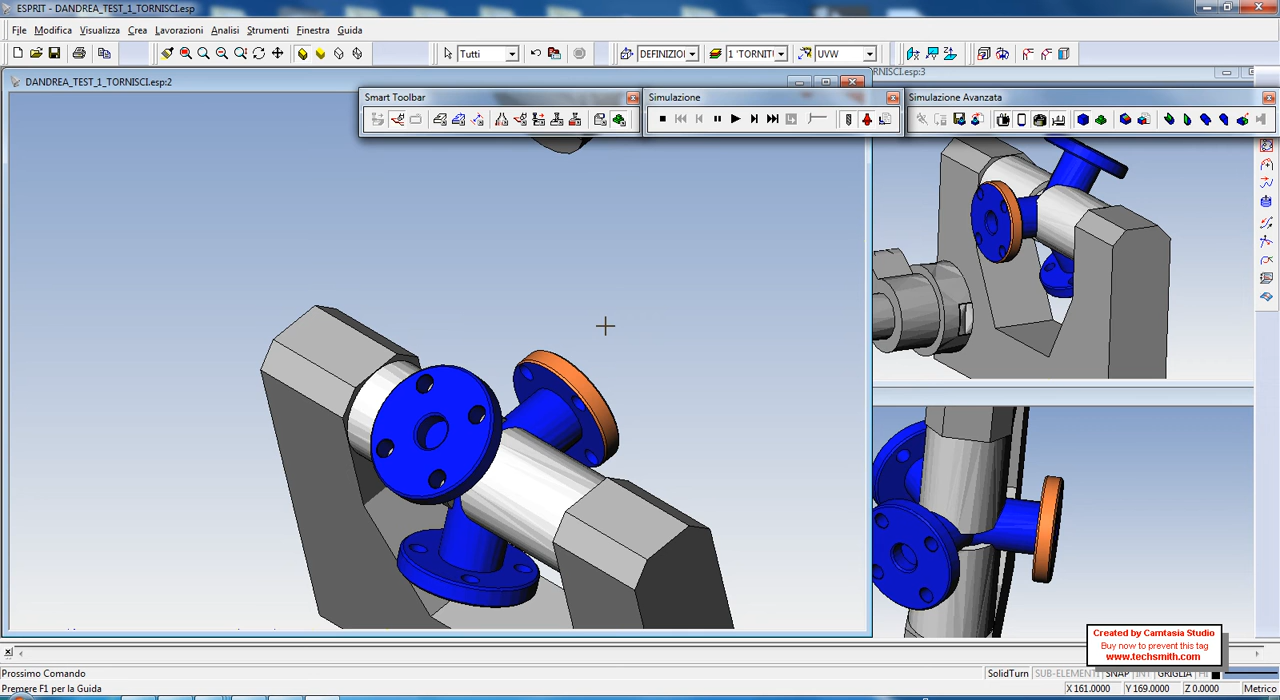 ESPRIT - DANDREA_TEST_1_TORNISCI.esp
File Modifica Visualizza Crea Lavorazioni Analisi Strumenti Finestra Guida
Tutti DEFINIZIOI 1 'TORNIT UVW
DANDREA_TEST_1_TORNISCI.esp:2
RNISCI.esp:3
Smart Toolbar
Simulazione
Simulazione Avanzata
Created by Camtasia Studio
Buy now to prevent this tag
www.techsmith.com
Prossimo Comando
SolidTurn SUB-ELEMENTI SNAP INT GRIGLIA
Premere F1 per la Guida
X 161.0000 Y 169.0000 Z 0.0000 Metrico